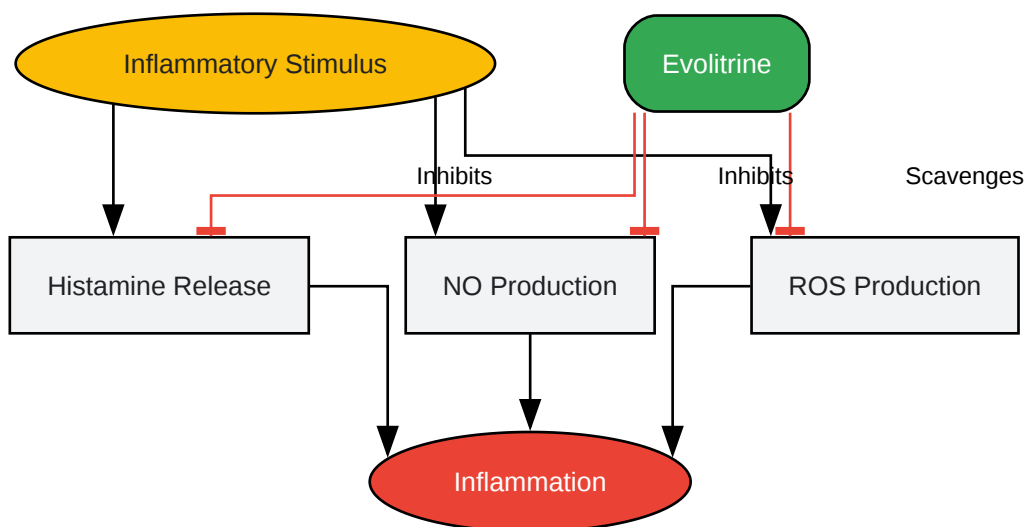 Inflammatory Stimulus
Evolitrine
Inhibits
Inhibits
Scavenges
Histamine Release
NO Production
ROS Production
Inflammation